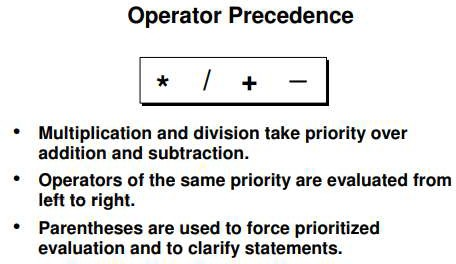 Operator Precedence
* / + –
• Multiplication and division take priority over
addition and subtraction.
• Operators of the same priority are evaluated from
left to right.
• Parentheses are used to force prioritized
evaluation and to clarify statements.